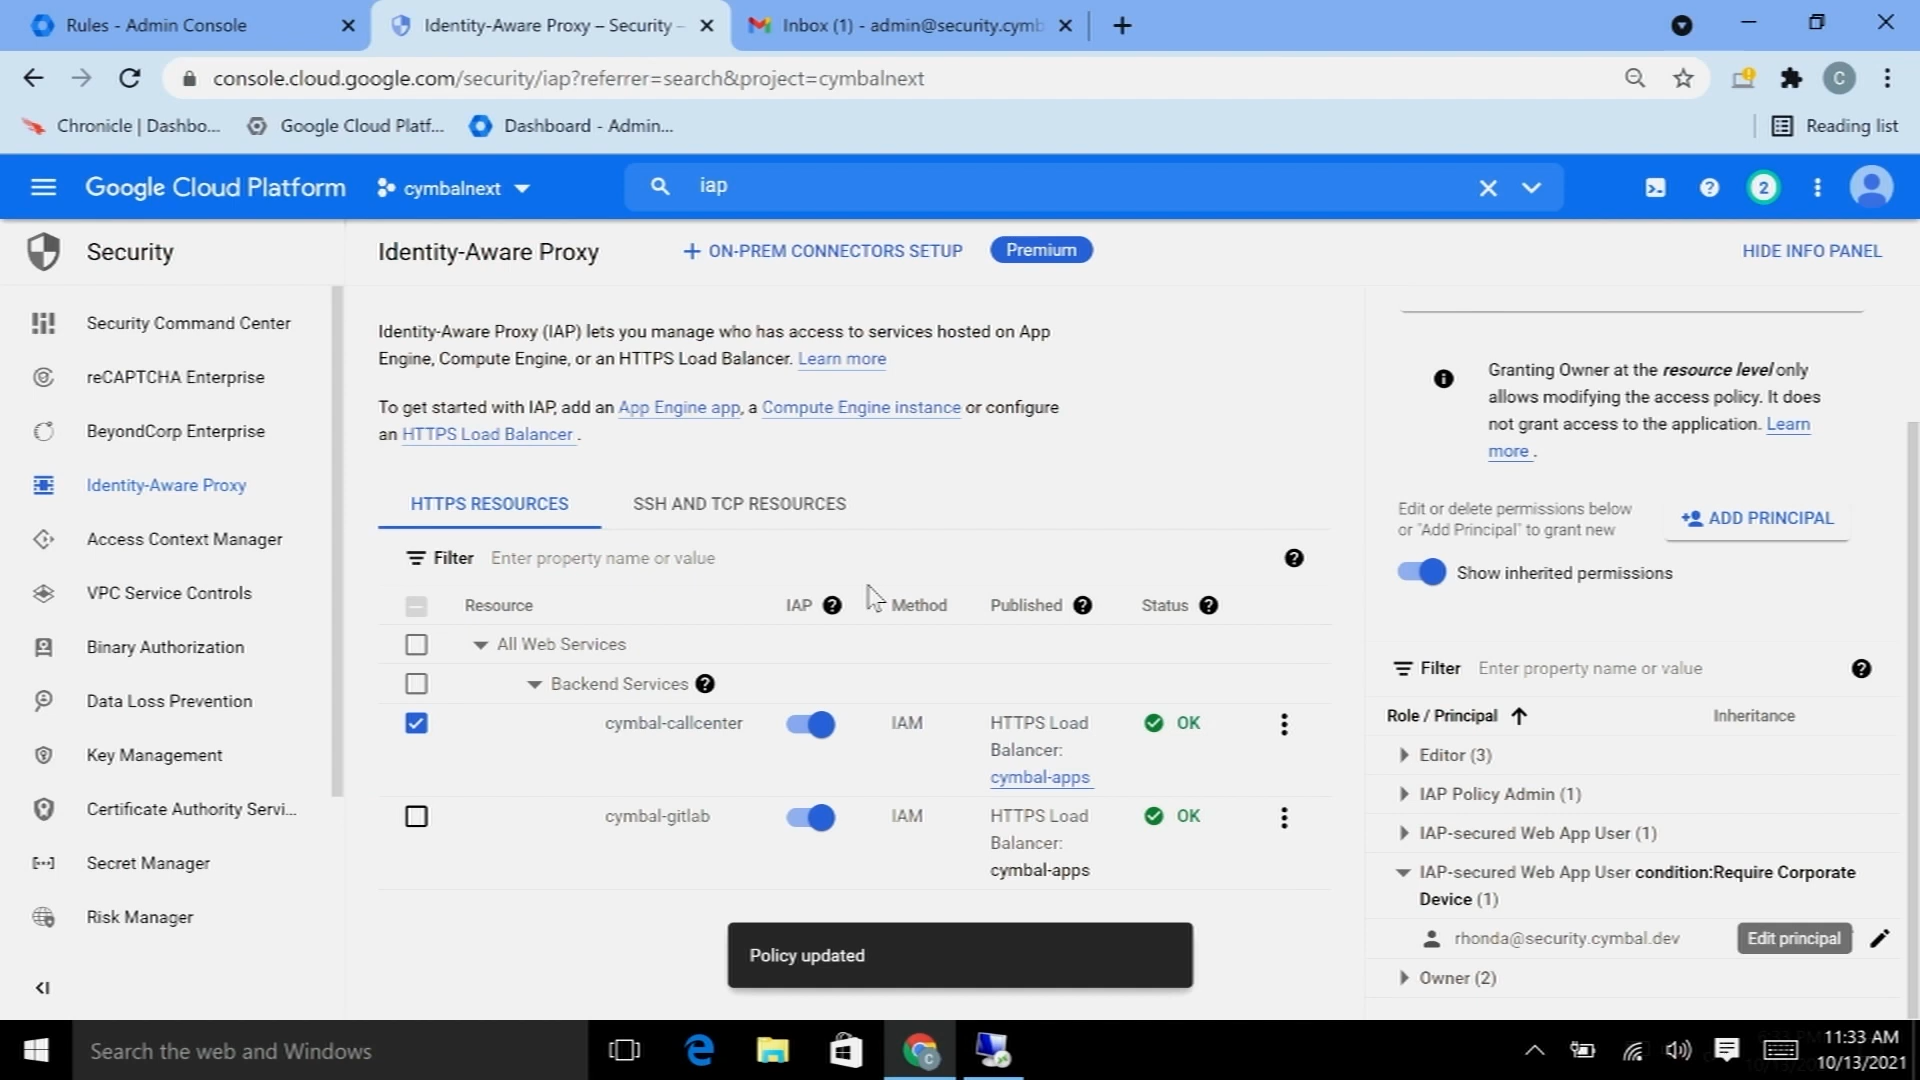 Rules - Admin Console
Identity-Aware Proxy – Security –
Inbox (1) - admin@security.cymb
console.cloud.google.com/security/iap?referrer=search&project=cymbalnext
C
Chronicle | Dashbo...
Google Cloud Platf...
Dashboard - Admin...
Reading list
Google Cloud Platform
cymbalnext
iap
2
Security
Identity-Aware Proxy
ON-PREM CONNECTORS SETUP
Premium
HIDE INFO PANEL
Security Command Center
reCAPTCHA Enterprise
BeyondCorp Enterprise
Identity-Aware Proxy
Access Context Manager
VPC Service Controls
Binary Authorization
Data Loss Prevention
Key Management
Certificate Authority Servi...
Secret Manager
Risk Manager
Identity-Aware Proxy (IAP) lets you manage who has access to services hosted on App
Engine, Compute Engine, or an HTTPS Load Balancer. Learn more
To get started with IAP, add an App Engine app, a Compute Engine instance or configure
an HTTPS Load Balancer .
HTTPS RESOURCES
SSH AND TCP RESOURCES
Filter Enter property name or value
Resource IAP Method Published Status
All Web Services
Backend Services
cymbal-callcenter IAM HTTPS Load OK
Balancer:
cymbal-apps
cymbal-gitlab IAM HTTPS Load OK
Balancer:
cymbal-apps
Policy updated
Granting Owner at the resource level only
allows modifying the access policy. It does
not grant access to the application. Learn
more .
Edit or delete permissions below
or "Add Principal" to grant new
ADD PRINCIPAL
Show inherited permissions
Filter Enter property name or value
Role / Principal Inheritance
Editor (3)
IAP Policy Admin (1)
IAP-secured Web App User (1)
IAP-secured Web App User condition:Require Corporate
Device (1)
rhonda@security.cymbal.dev
Edit principal
Owner (2)
Search the web and Windows
C
11:33 AM
10/13/2021